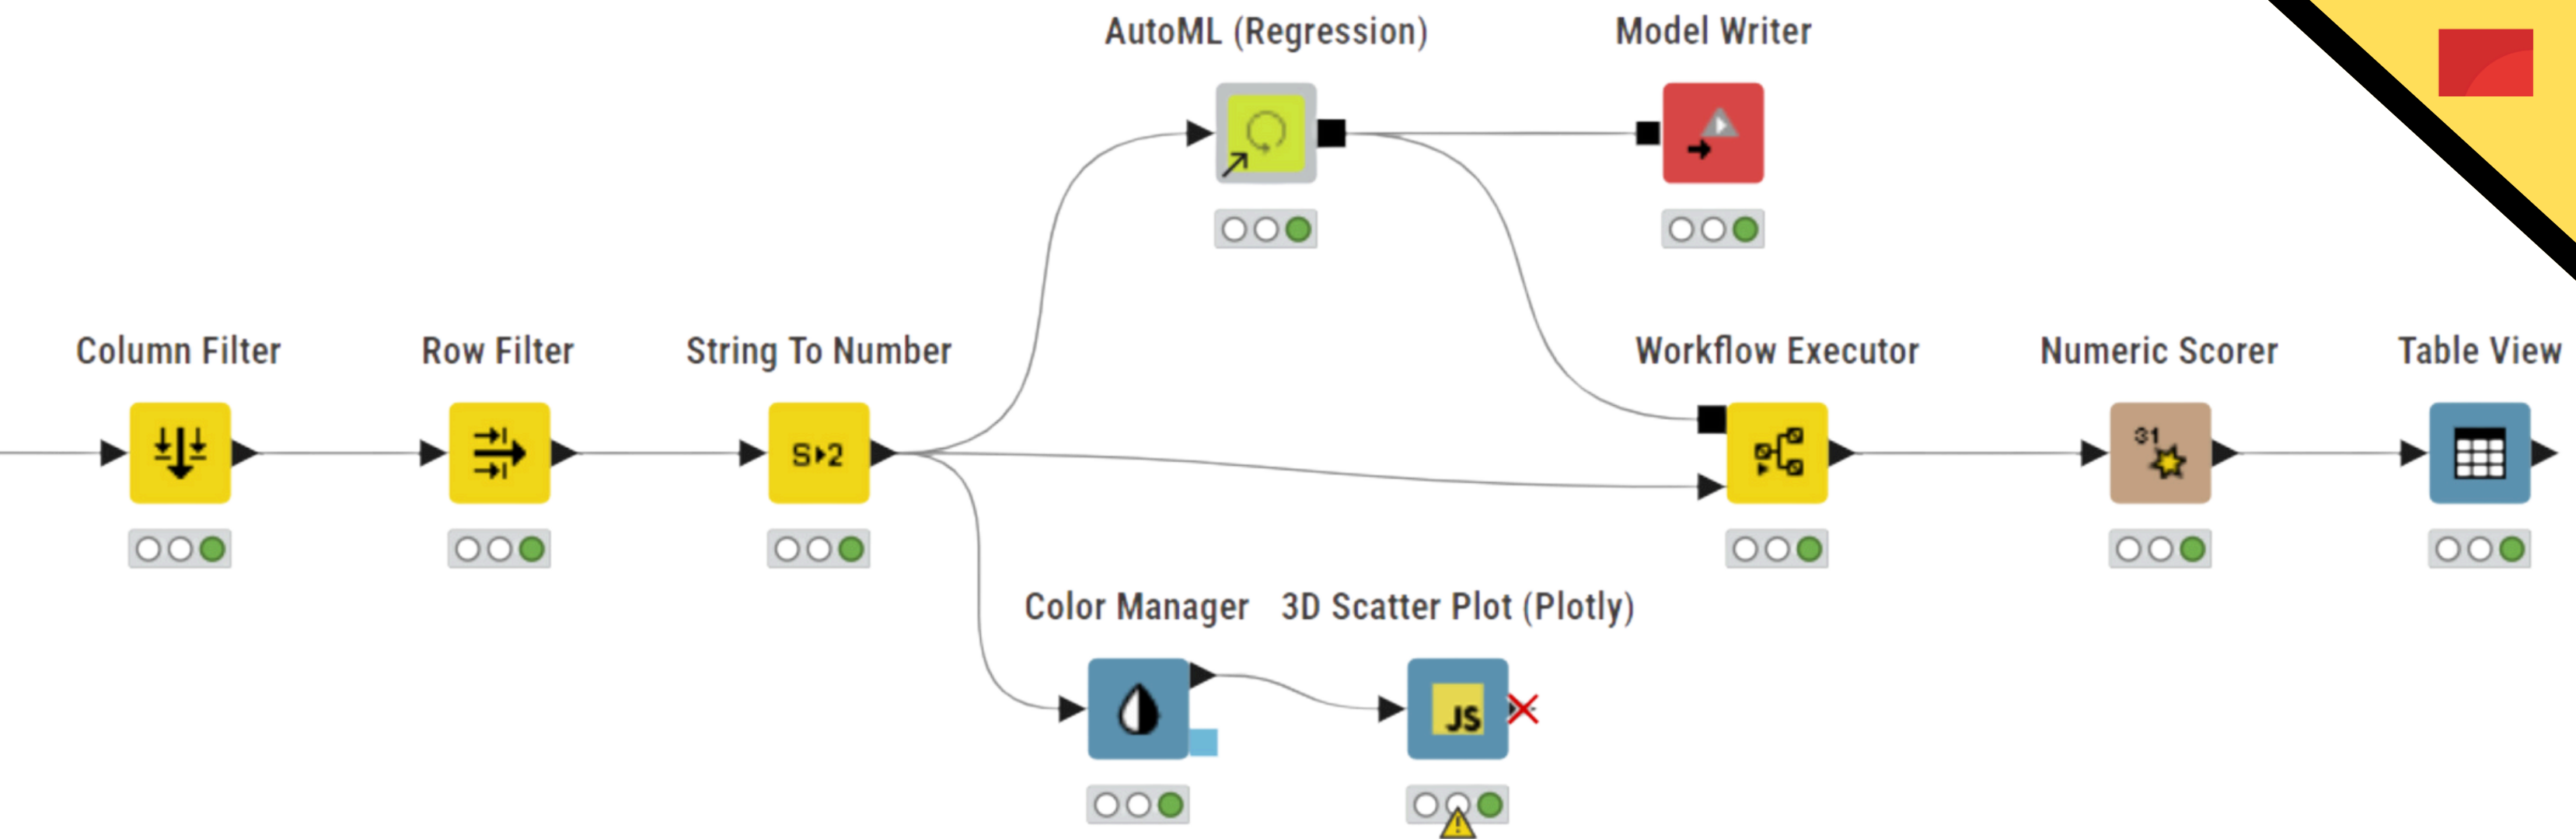 AutoML (Regression)
Model Writer
Column Filter
Row Filter
String To Number
S▸2
Workflow Executor
Numeric Scorer
31
Table View
Color Manager
3D Scatter Plot (Plotly)
JS